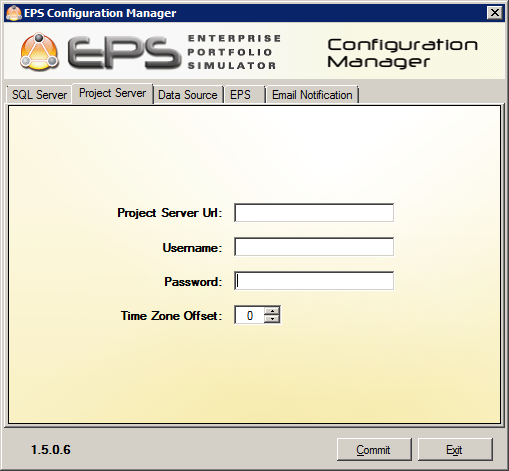 EPS Configuration Manager
EPS
ENTERPRISE
PORTFOLIO
SIMULATOR
Configuration
Manager
SQL Server Project Server Data Source EPS Email Notification
Project Server Url:
Username:
Password:
Time Zone Offset: 0
1.5.0.6 Commit Exit